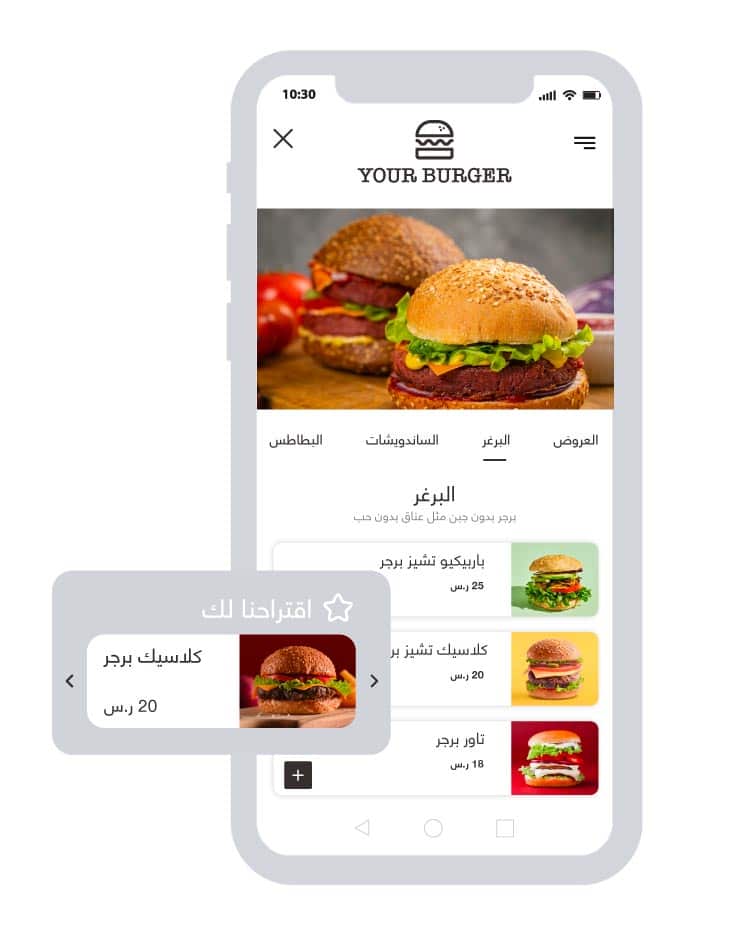 10:30
YOUR BURGER
العروض
البرغر
الساندويشات
البطاطس
البرغر
برجر بدون جبن مثل عناق بدون حب
باربيكيو تشيز برجر
25 ر.س
كلاسيك تشيز بر
20 ر.س
تاور برجر
18 ر.س
اقتراحنا لك
كلاسيك برجر
20 ر.س